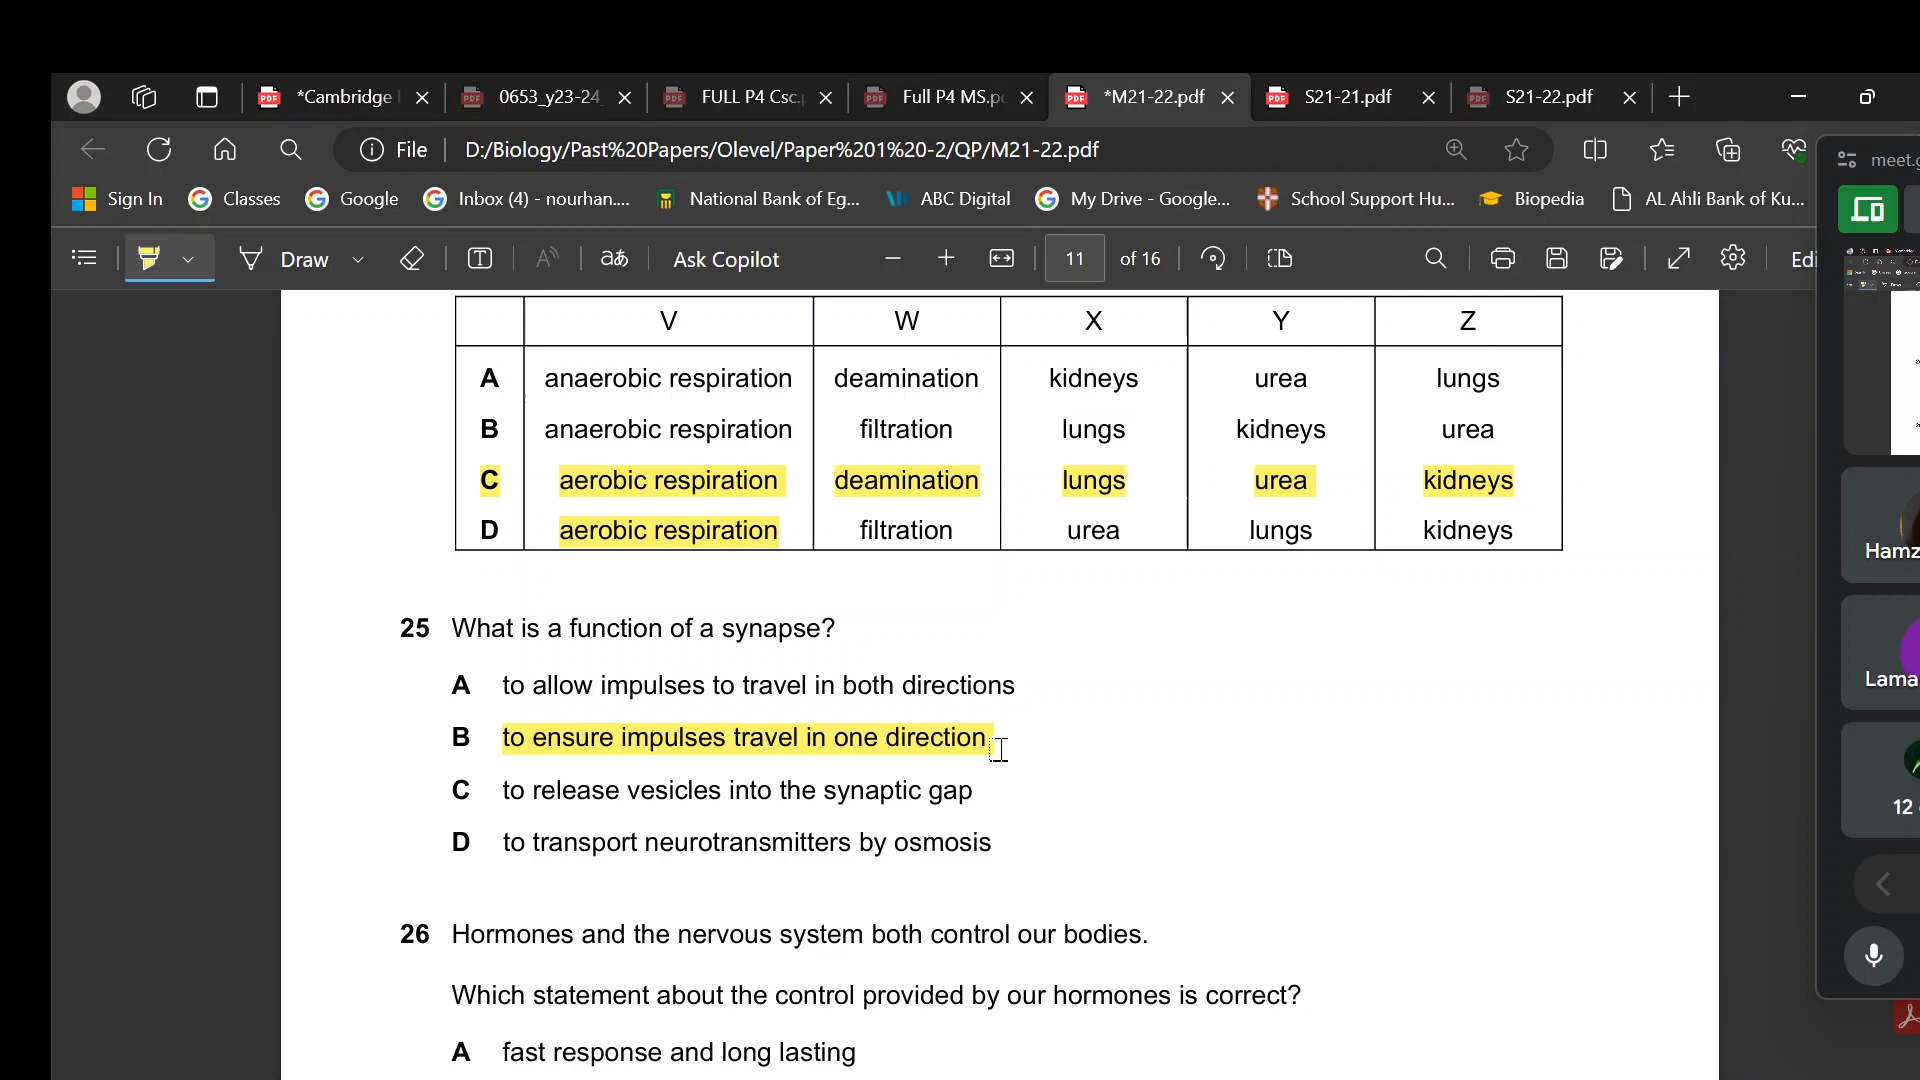 *Cambridge
0653_y23-24
FULL P4 Csc.
Full P4 MS.p
*M21-22.pdf
S21-21.pdf
S21-22.pdf
File
D:/Biology/Past%20Papers/Olevel/Paper%201%20-2/QP/M21-22.pdf
meet.g
Sign In
Classes
Google
Inbox (4) - nourhan....
National Bank of Eg...
ABC Digital
My Drive - Google...
School Support Hu...
Biopedia
AL Ahli Bank of Ku...
Draw
Ask Copilot
11 of 16
Edi
V W X Y Z
A anaerobic respiration deamination kidneys urea lungs
B anaerobic respiration filtration lungs kidneys urea
C aerobic respiration deamination lungs urea kidneys
D aerobic respiration filtration urea lungs kidneys
Hamz
25 What is a function of a synapse?
A to allow impulses to travel in both directions
Lama
B to ensure impulses travel in one direction
C to release vesicles into the synaptic gap
12
D to transport neurotransmitters by osmosis
26 Hormones and the nervous system both control our bodies.
Which statement about the control provided by our hormones is correct?
A fast response and long lasting